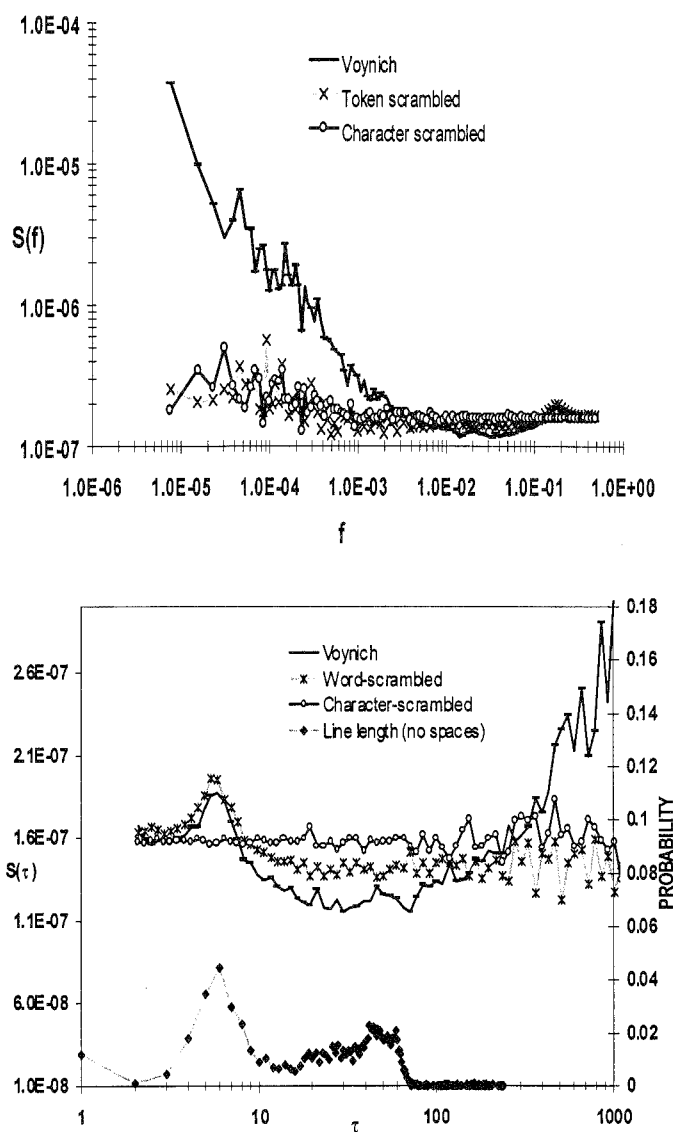 1.0E-04
Voynich
Token scrambled
Character scrambled
1.0E-05
S(f)
1.0E-06
1.0E-07
1.0E-06 1.0E-05 1.0E-04 1.0E-03 1.0E-02 1.0E-01 1.0E+00
f
0.18
Voynich
2.6E-07 Word-scrambled 0.16
Character-scrambled
Line length (no spaces) 0.14
2.1E-07 0.12
0.1
1.6E-07
S(τ) 0.08
PROBABILITY
1.1E-07 0.06
0.04
6.0E-08
0.02
1.0E-08 0
1 10 100 1000
τ